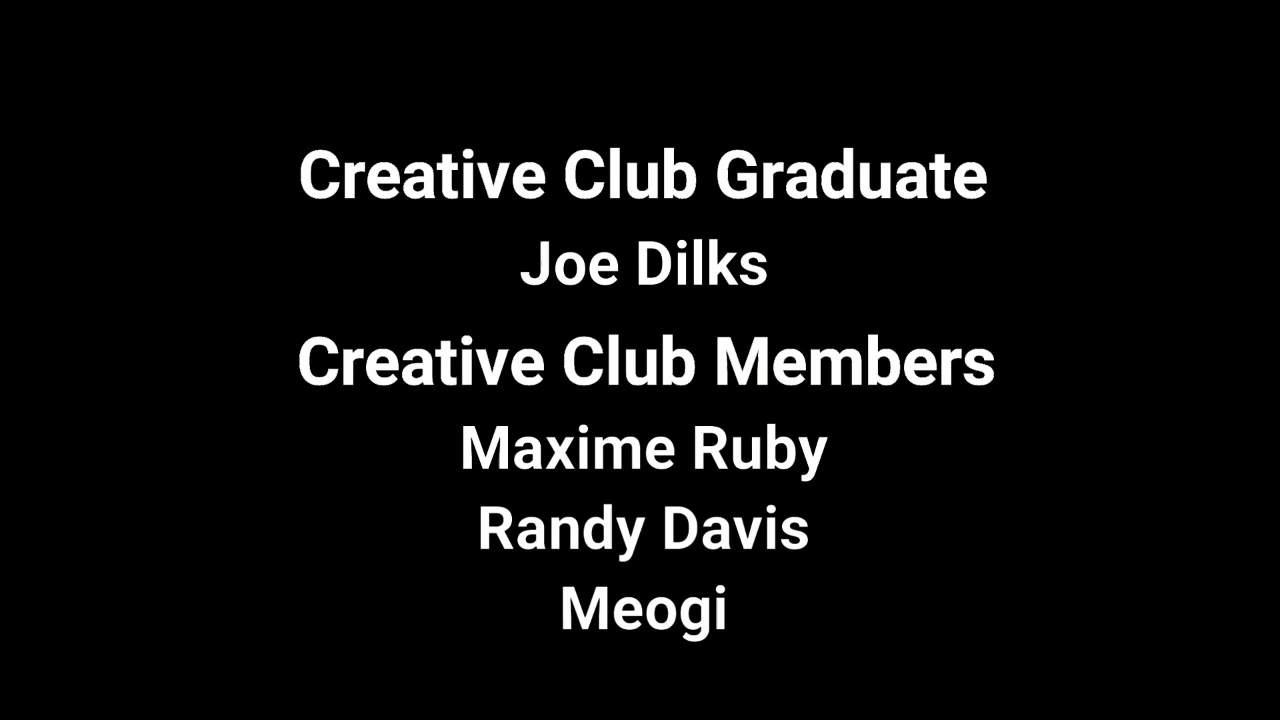 Creative Club Graduate
Joe Dilks
Creative Club Members
Maxime Ruby
Randy Davis
Meogi